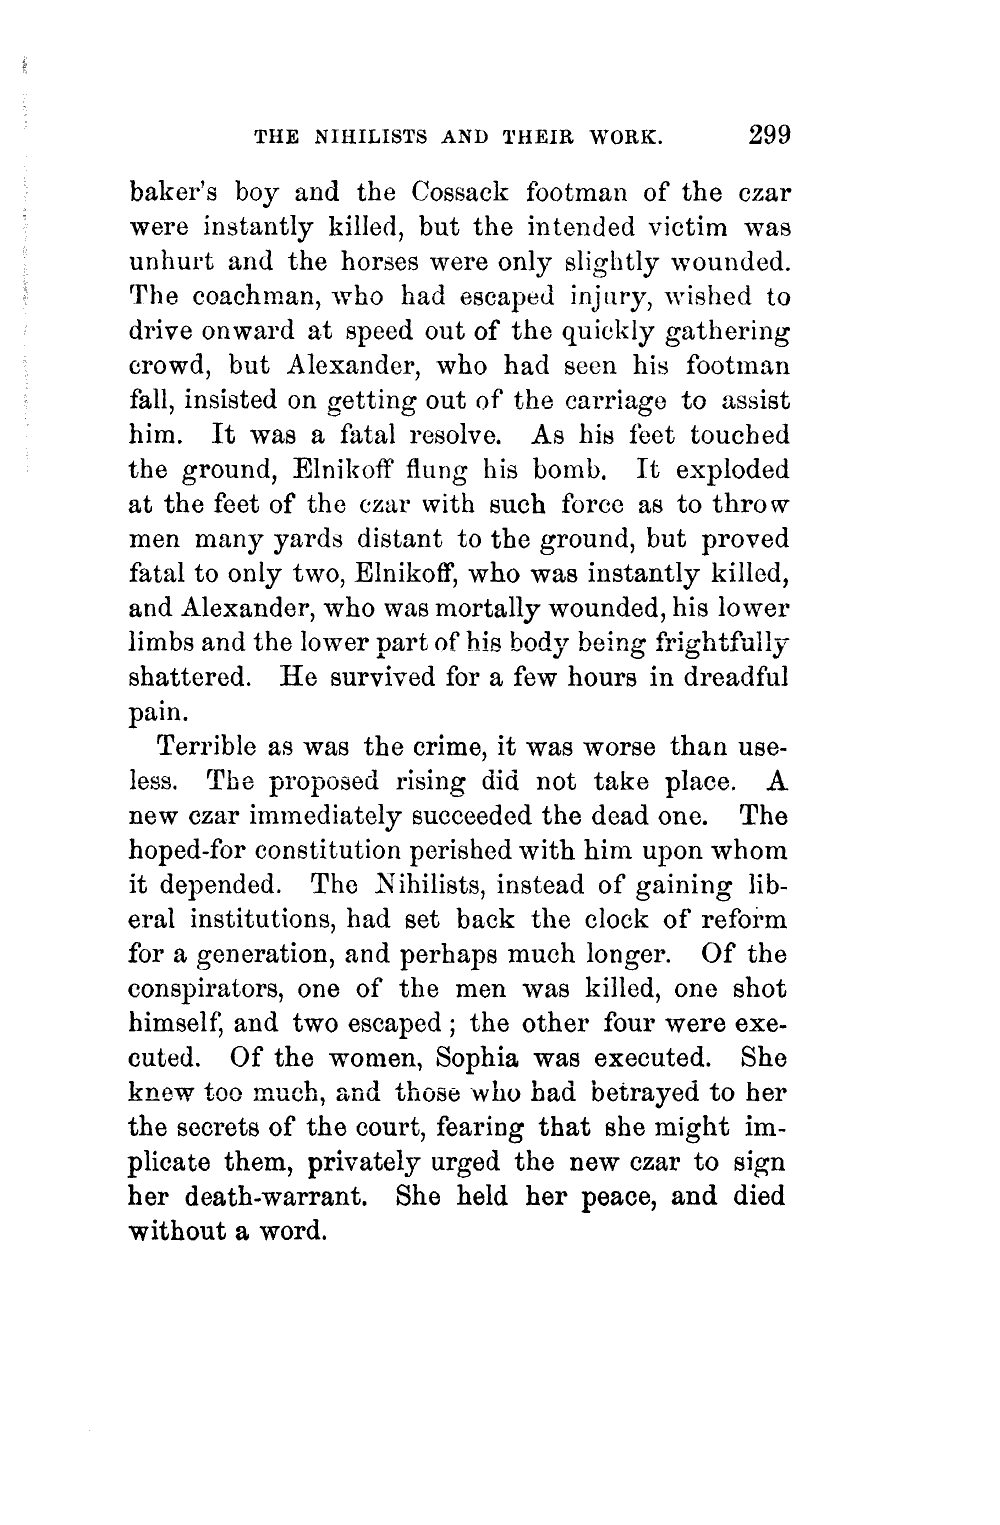 THE NIHILISTS AND THEIR WORK. 299
baker's boy and the Cossack footman of the czar
were instantly killed, but the intended victim was
unhurt and the horses were only slightly wounded.
The coachman, who had escaped injury, wished to
drive onward at speed out of the quickly gathering
crowd, but Alexander, who had seen his footman
fall, insisted on getting out of the carriage to assist
him. It was a fatal resolve. As his feet touched
the ground, Elnikoff flung his bomb. It exploded
at the feet of the czar with such force as to throw
men many yards distant to the ground, but proved
fatal to only two, Elnikoff, who was instantly killed,
and Alexander, who was mortally wounded, his lower
limbs and the lower part of his body being frightfully
shattered. He survived for a few hours in dreadful
pain.
Terrible as was the crime, it was worse than use-
less. The proposed rising did not take place. A
new czar immediately succeeded the dead one. The
hoped-for constitution perished with him upon whom
it depended. The Nihilists, instead of gaining lib-
eral institutions, had set back the clock of reform
for a generation, and perhaps much longer. Of the
conspirators, one of the men was killed, one shot
himself, and two escaped; the other four were exe-
cuted. Of the women, Sophia was executed. She
knew too much, and those who had betrayed to her
the secrets of the court, fearing that she might im-
plicate them, privately urged the new czar to sign
her death-warrant. She held her peace, and died
without a word.